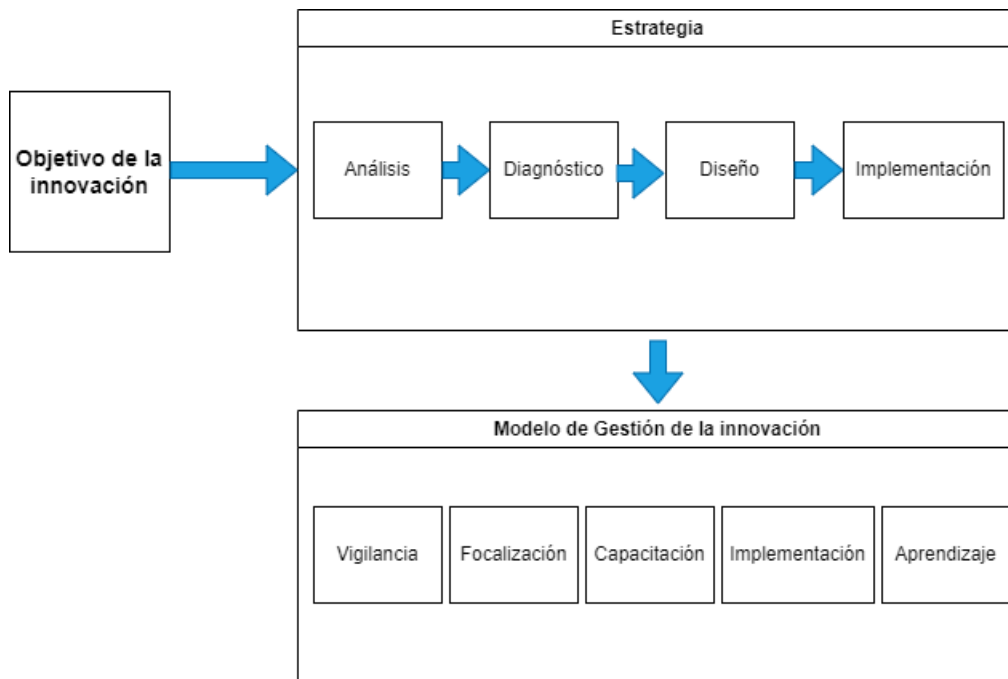 Estrategia
Objetivo de la
innovación
Análisis
Diagnóstico
Diseño
Implementación
Modelo de Gestión de la innovación
Vigilancia
Focalización
Capacitación
Implementación
Aprendizaje